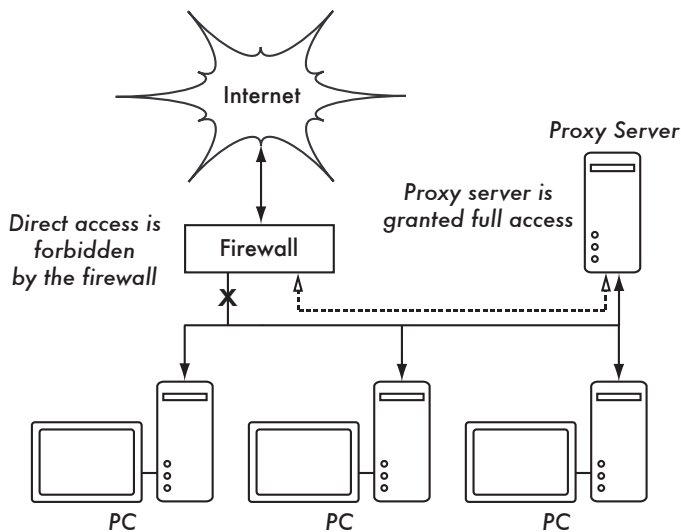 Internet
Proxy Server
Proxy server is
granted full access
Direct access is
forbidden
by the firewall
Firewall
X
PC
PC
PC